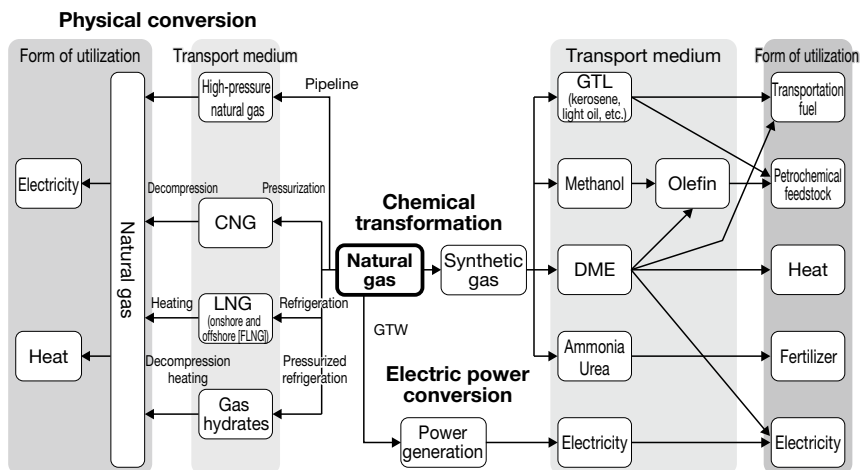 Physical conversion
Form of utilization
Transport medium
Transport medium
Form of utilization
High-pressure
natural gas
Pipeline
GTL
(kerosene,
light oil, etc.)
Transportation
fuel
Electricity
Decompression
Pressurization
CNG
Chemical
transformation
Methanol
Olefin
Petrochemical
feedstock
Natural gas
Natural
gas
Synthetic
gas
DME
Heat
Heating
LNG
(onshore and
offshore [FLNG])
Refrigeration
GTW
Heat
Decompression
heating
Pressurized
refrigeration
Ammonia
Urea
Fertilizer
Gas
hydrates
Electric power
conversion
Power
generation
Electricity
Electricity